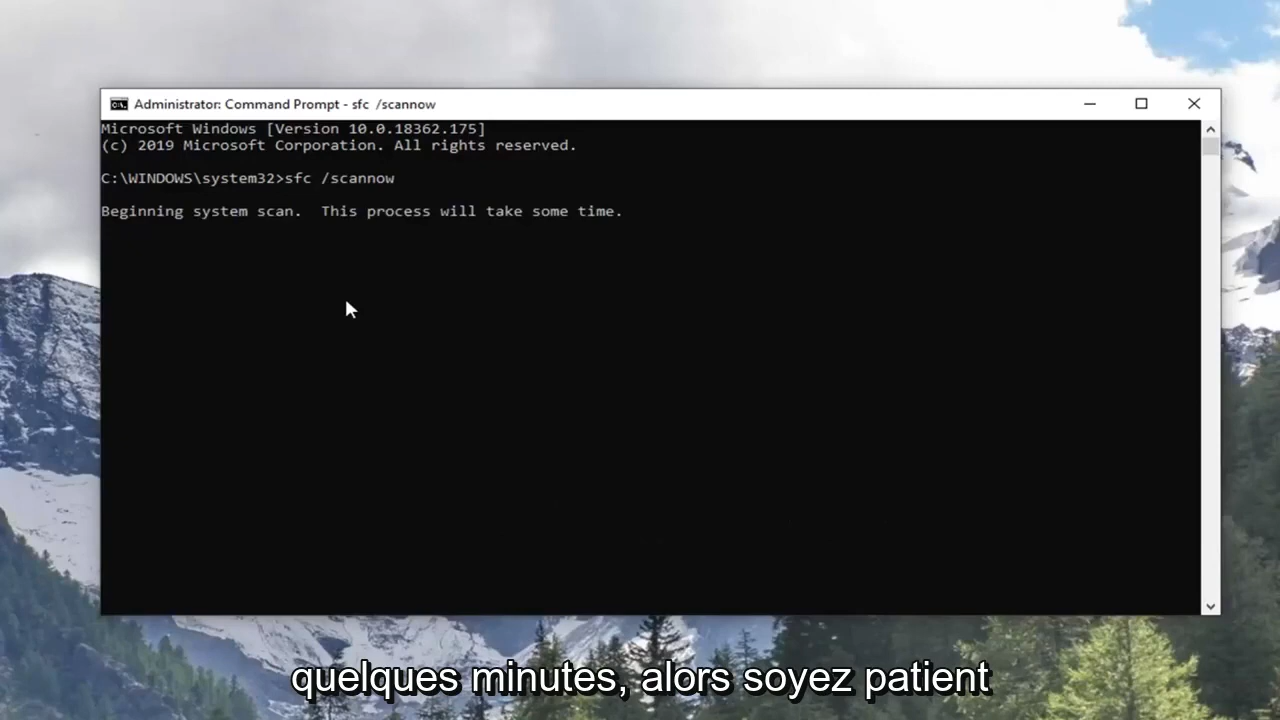 Administrator: Command Prompt - sfc  /scannow
Microsoft Windows [Version 10.0.18362.175]
(c) 2019 Microsoft Corporation. All rights reserved.
C:\WINDOWS\system32>sfc /scannow
Beginning system scan.  This process will take some time.
quelques minutes, alors soyez patient